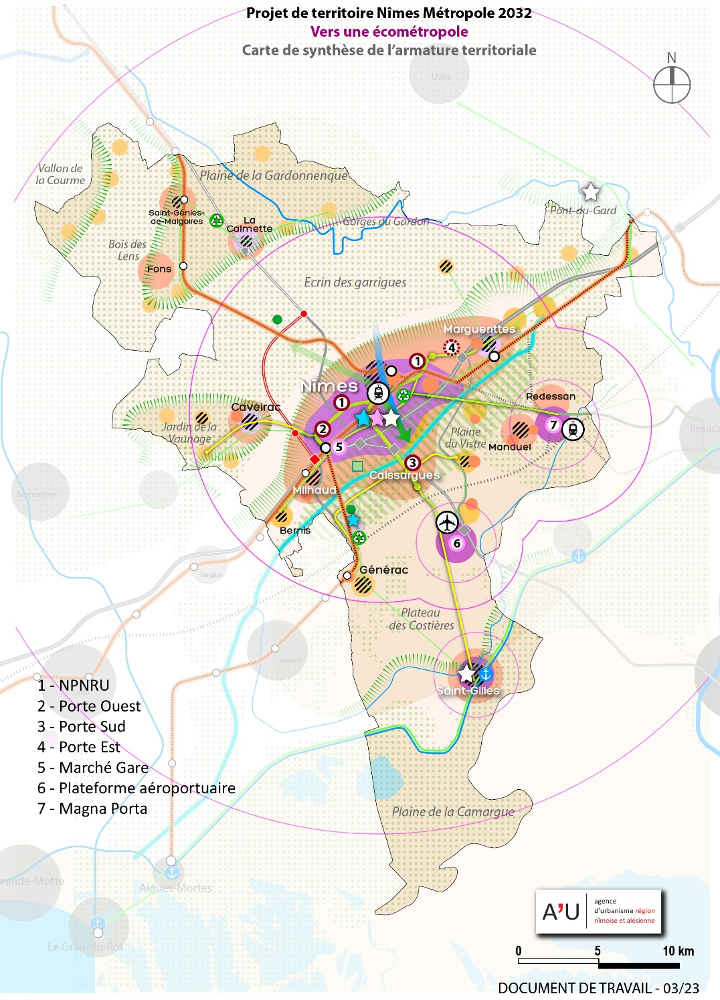 Projet de territoire Nîmes Métropole 2032
Vers une écométropole
Carte de synthèse de l'armature territoriale
N
Uzès
Vallon de
la Courme
Plaine de la Gardonnenque
Saint-Génies-
de-Malgoires
La
Calmette
Gorges du Gardon
Pont-du-Gard
Bois des
Lens
Fons
Ecrin des garrigues
Marguerittes
4
1
Nîmes
1
Redessan
Caveirac
Jardin de la
Vaunage
2
5
Plaine
du Vistre
Manduel
7
Beauca
3
Caissargues
Sommières
Milhaud
Bernis
6
Vergèze
Générac
Plateau
des Costières
Vauvert
Saint-Gilles
Lunel
1 - NPNRU
2 - Porte Ouest
3 - Porte Sud
4 - Porte Est
5 - Marché Gare
6 - Plateforme aéroportuaire
7 - Magna Porta
Plaine de la Camargue
rande-Motte
Aigues-Mortes
Le Grau-du-Roi
A'U
agence
d'urbanisme région
nîmoise et alésienne
0 5 10 km
DOCUMENT DE TRAVAIL - 03/23